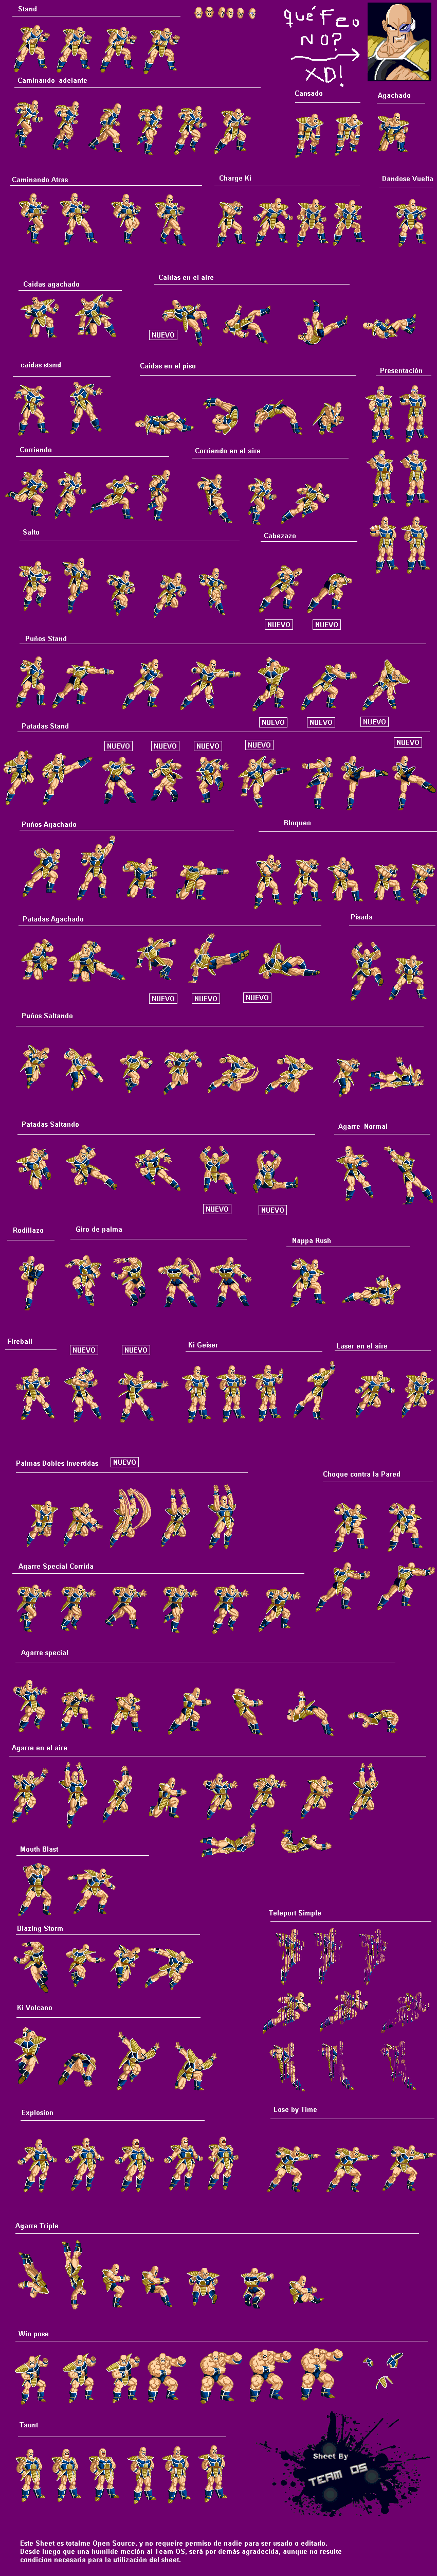 Stand
qué Feo
NO?
XD!
Caminando adelante
Cansado
Agachado
Caminando Atras
Charge Ki
Dandose Vuelta
Caidas agachado
Caidas en el aire
NUEVO
caidas stand
Caidas en el piso
Presentación
Corriendo
Corriendo en el aire
Salto
Cabezazo
NUEVO
NUEVO
Puños Stand
NUEVO
NUEVO
NUEVO
Patadas Stand
NUEVO
NUEVO
NUEVO
NUEVO
NUEVO
Puños Agachado
Bloqueo
Patadas Agachado
Pisada
NUEVO
NUEVO
NUEVO
Puños Saltando
Patadas Saltando
Agarre Normal
NUEVO
NUEVO
Rodillazo
Giro de palma
Nappa Rush
Fireball
NUEVO
NUEVO
Ki Geiser
Laser en el aire
Palmas Dobles Invertidas
NUEVO
Choque contra la Pared
Agarre Special Corrida
Agarre special
Agarre en el aire
Mouth Blast
Teleport Simple
Blazing Storm
Ki Volcano
Explosion
Lose by Time
Agarre Triple
Win pose
Taunt
Sheet By
TEAM OS
Este Sheet es totalme Open Source, y no requeire permiso de nadie para ser usado o editado.
Desde luego que una humilde meción al Team OS, será por demás agradecida, aunque no resulte
condicion necesaria para la utilización del sheet.